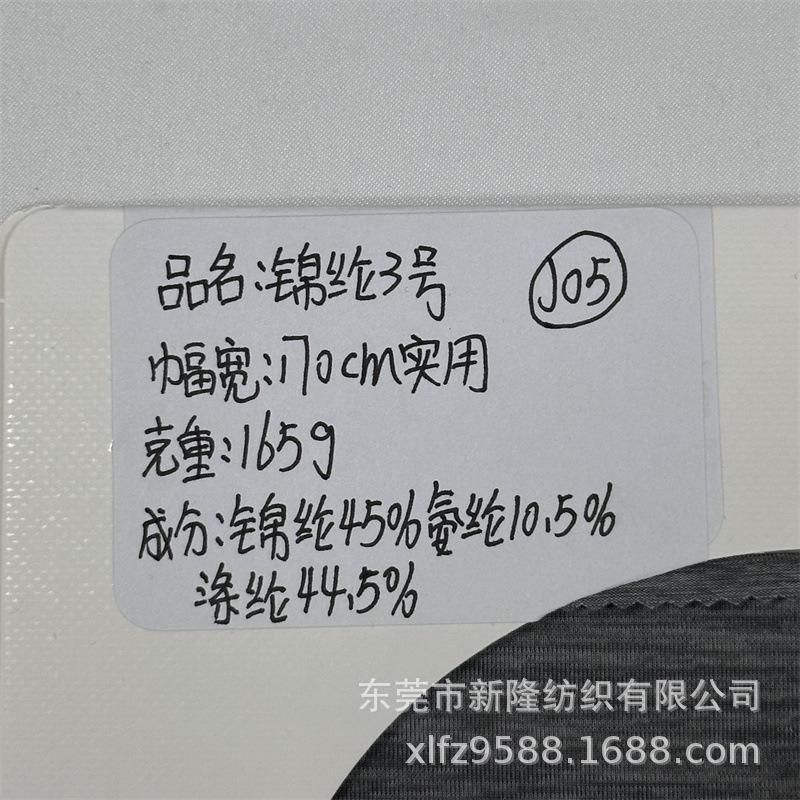 品名:锦纶3号 J05
巾幅宽:170cm实用
克重:165g
成分:锦纶45%氨纶10.5%
涤纶44.5%
东莞市新隆纺织有限公司
xlfz9588.1688.com